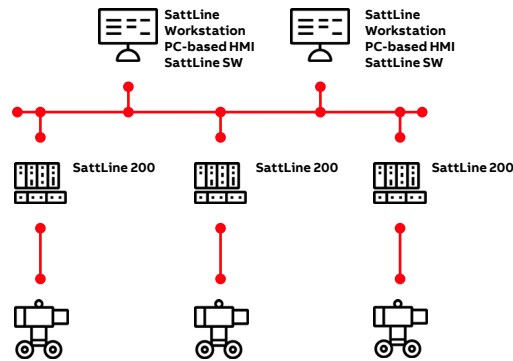 SattLine
Workstation
PC-based HMI
SattLine SW
SattLine
Workstation
PC-based HMI
SattLine SW
SattLine 200
SattLine 200
SattLine 200